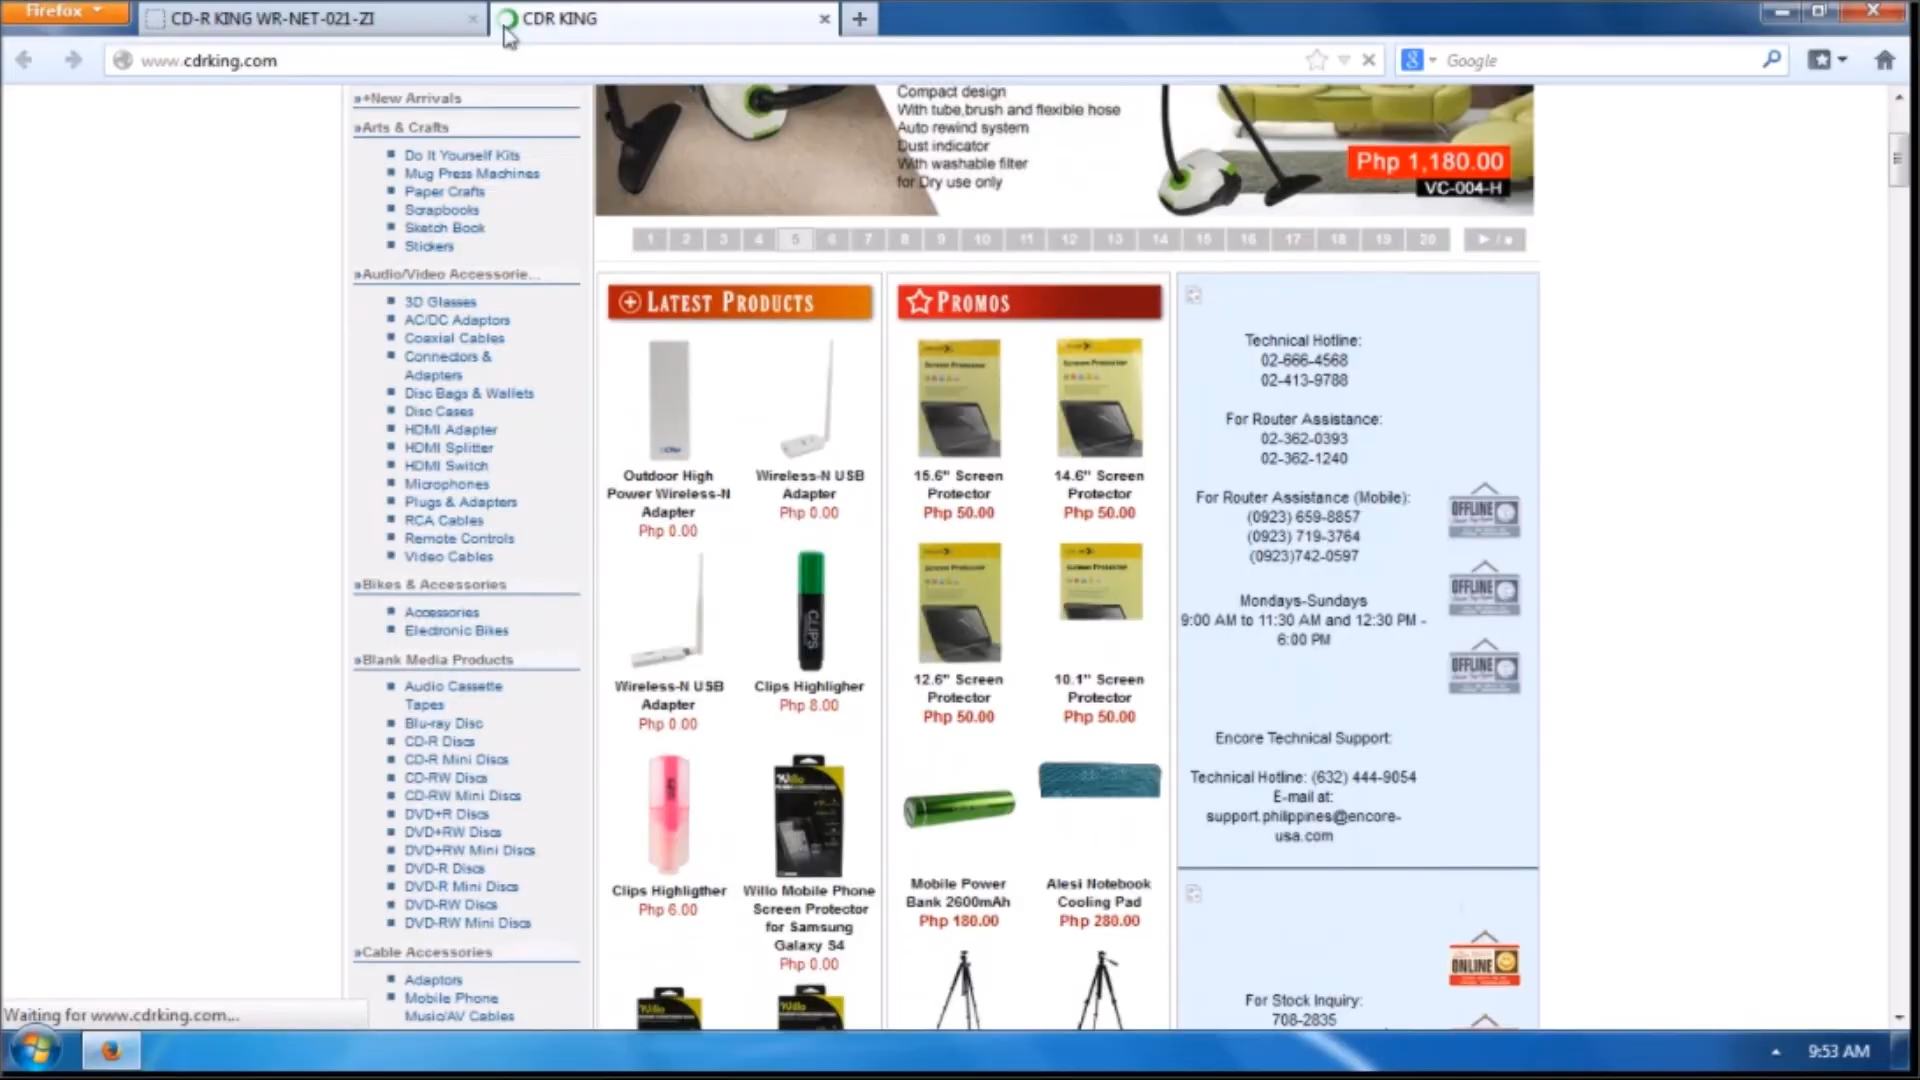 Firefox
CD-R KING WR-NET-021-ZI
CDR KING
www.cdrking.com
Google
»+New Arrivals
»Arts & Crafts
Do It Yourself Kits
Mug Press Machines
Paper Crafts
Scrapbooks
Sketch Book
Stickers
»Audio/Video Accessorie...
3D Glasses
AC/DC Adaptors
Coaxial Cables
Connectors &
Adapters
Disc Bags & Wallets
Disc Cases
HDMI Adapter
HDMI Splitter
HDMI Switch
Microphones
Plugs & Adapters
RCA Cables
Remote Controls
Video Cables
»Bikes & Accessories
Accessories
Electronic Bikes
»Blank Media Products
Audio Cassette
Tapes
Blu-ray Disc
CD-R Discs
CD-R Mini Discs
CD-RW Discs
CD-RW Mini Discs
DVD+R Discs
DVD+RW Discs
DVD+RW Mini Discs
DVD-R Discs
DVD-R Mini Discs
DVD-RW Discs
DVD-RW Mini Discs
»Cable Accessories
Adaptors
Mobile Phone
Music/AV Cables
Compact design
With tube,brush and flexible hose
Auto rewind system
Dust indicator
With washable filter
for Dry use only
Php 1,180.00
VC-004-H
1 2 3 4 5 6 7 8 9 10 11 12 13 14 15 16 17 18 19 20
LATEST PRODUCTS
Outdoor High
Power Wireless-N
Adapter
Php 0.00
Wireless-N USB
Adapter
Php 0.00
Wireless-N USB
Adapter
Php 0.00
CLIPS
Clips Highligher
Php 8.00
Clips Highligther
Php 6.00
Willo
Willo Mobile Phone
Screen Protector
for Samsung
Galaxy S4
Php 0.00
Willo
Willo
PROMOS
Screen Protector
15.6" Screen
Protector
Php 50.00
Screen Protector
14.6" Screen
Protector
Php 50.00
Screen Protector
12.6" Screen
Protector
Php 50.00
Screen Protector
10.1" Screen
Protector
Php 50.00
Mobile Power
Bank 2600mAh
Php 180.00
Alesi Notebook
Cooling Pad
Php 280.00
Technical Hotline:
02-666-4568
02-413-9788
For Router Assistance:
02-362-0393
02-362-1240
For Router Assistance (Mobile):
(0923) 659-8857
(0923) 719-3764
(0923)742-0597
Mondays-Sundays
9:00 AM to 11:30 AM and 12:30 PM -
6:00 PM
OFFLINE
OFFLINE
OFFLINE
Encore Technical Support:
Technical Hotline: (632) 444-9054
E-mail at:
support.philippines@encore-
usa.com
ONLINE
For Stock Inquiry:
708-2835
Waiting for www.cdrking.com...
9:53 AM